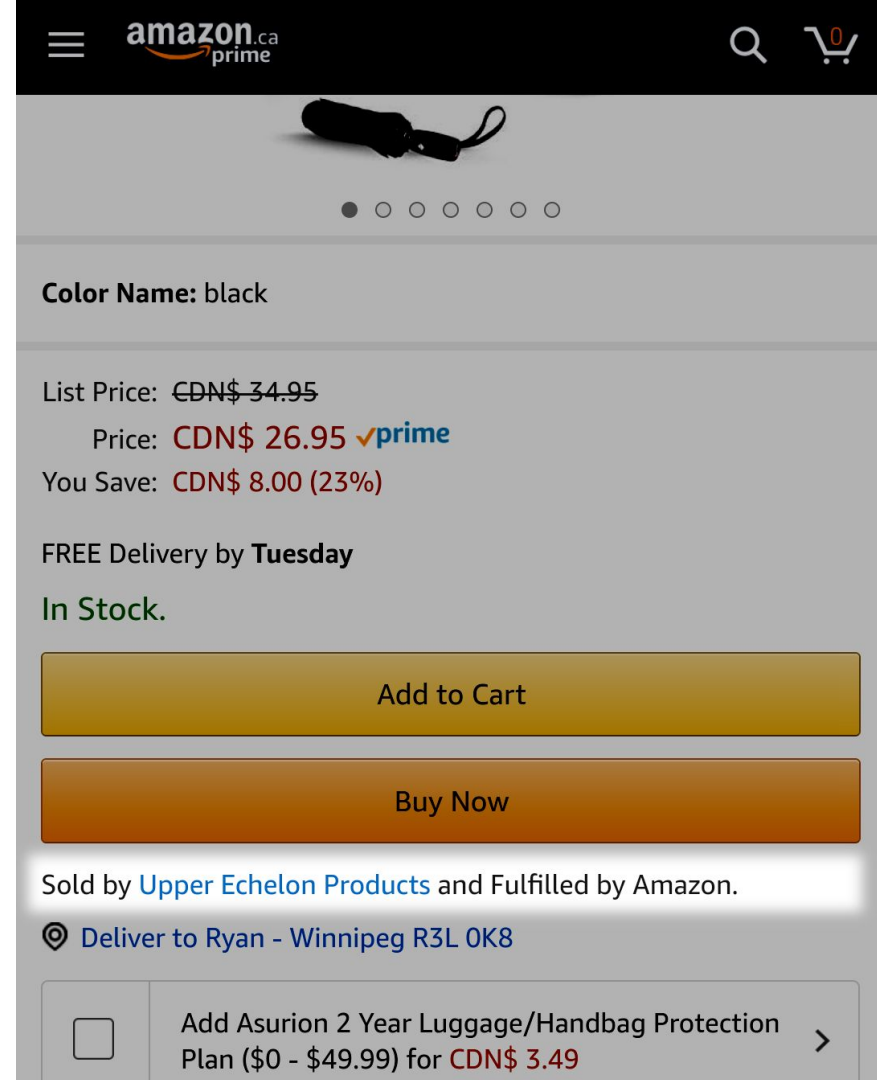 amazon.ca
prime
0
Color Name: black
List Price: CDN$ 34.95
Price: CDN$ 26.95 prime
You Save: CDN$ 8.00 (23%)
FREE Delivery by Tuesday
In Stock.
Add to Cart
Buy Now
Sold by Upper Echelon Products and Fulfilled by Amazon.
Deliver to Ryan - Winnipeg R3L 0K8
Add Asurion 2 Year Luggage/Handbag Protection
Plan ($0 - $49.99) for CDN$ 3.49